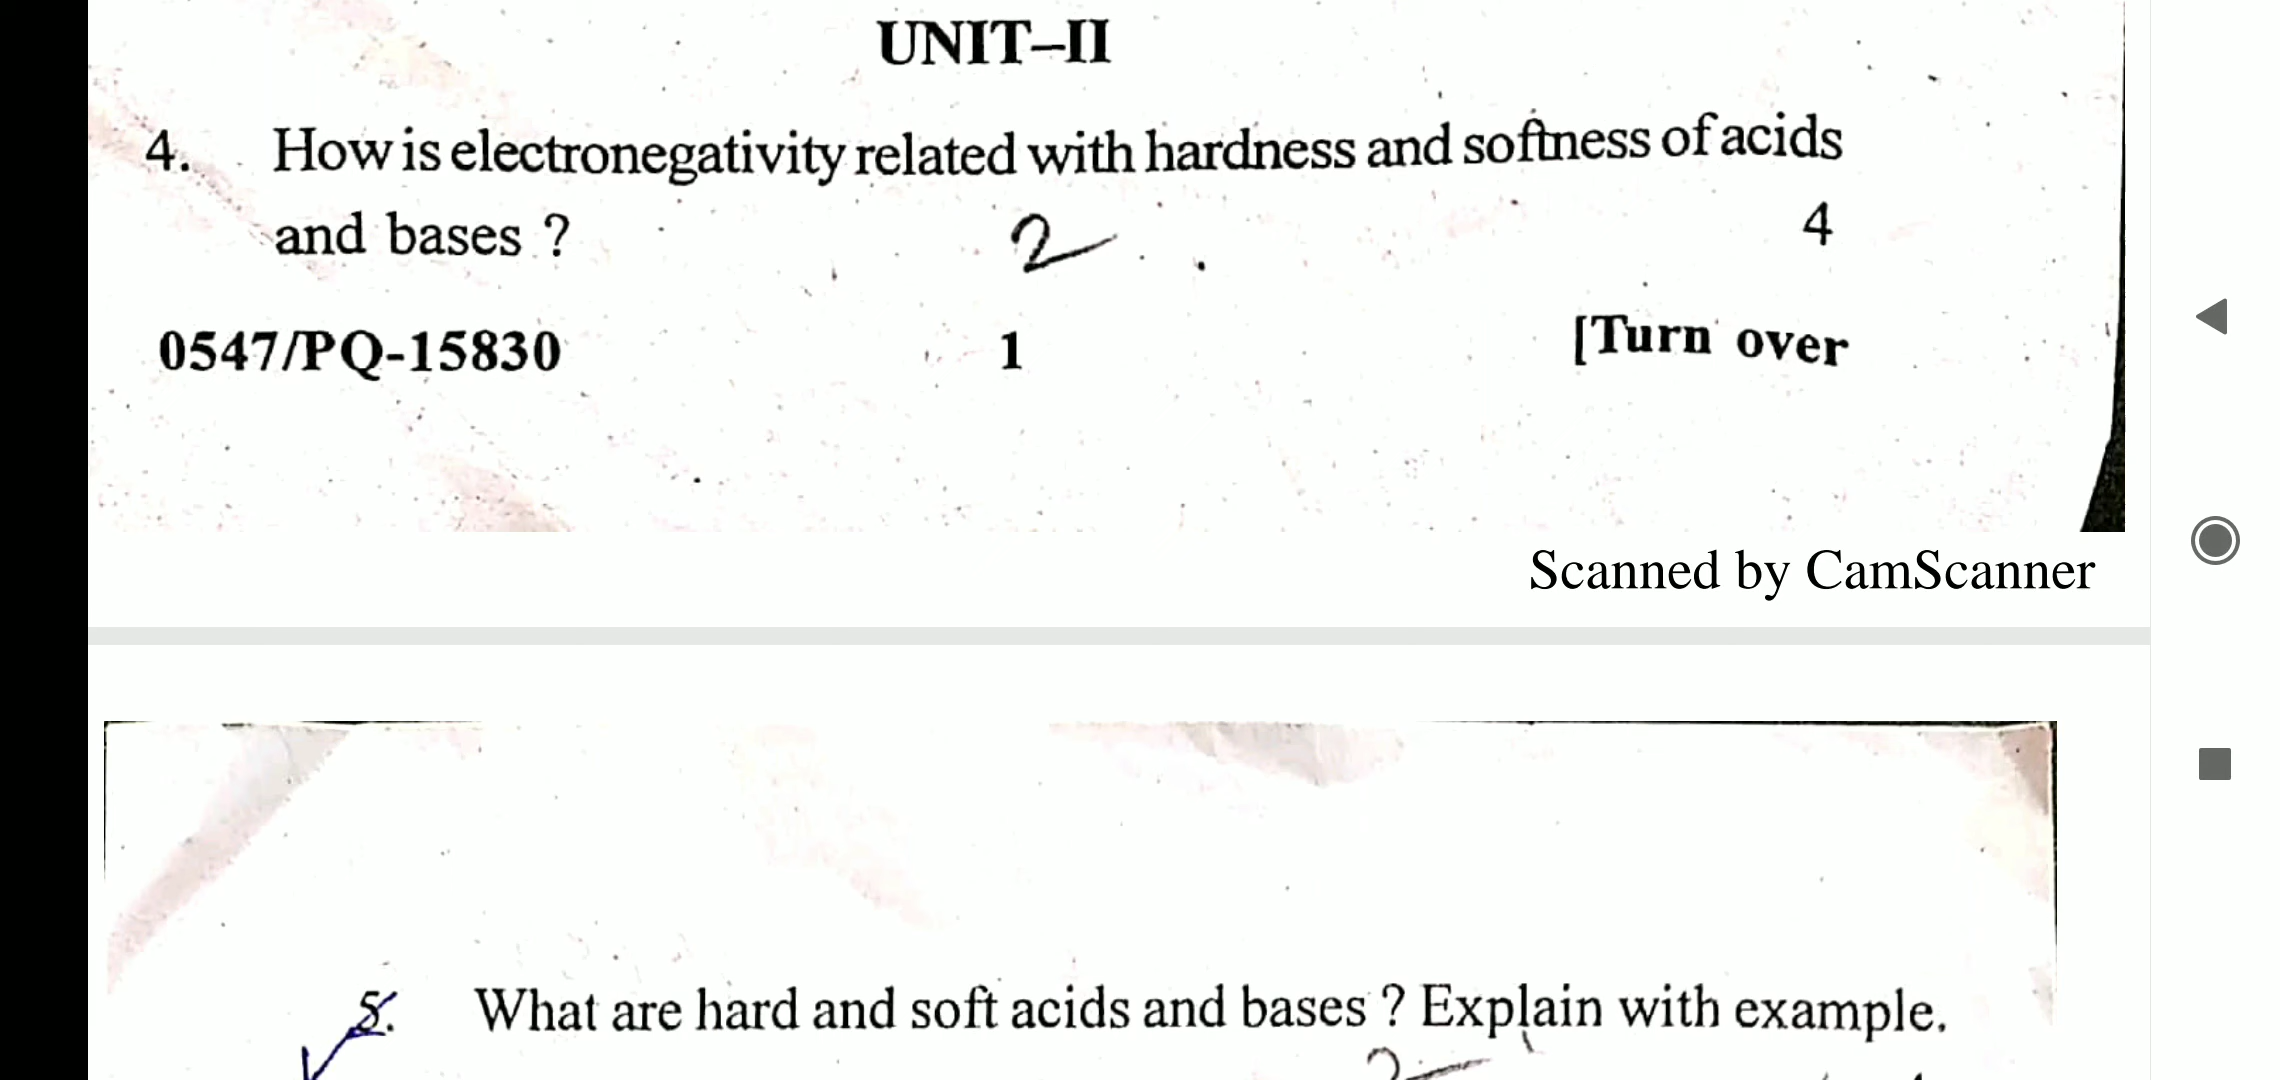 UNIT–II
4. How is electronegativity related with hardness and softness of acids
and bases ? 2 4
0547/PQ-15830 1 [Turn over
Scanned by CamScanner
5. What are hard and soft acids and bases ? Explain with example.